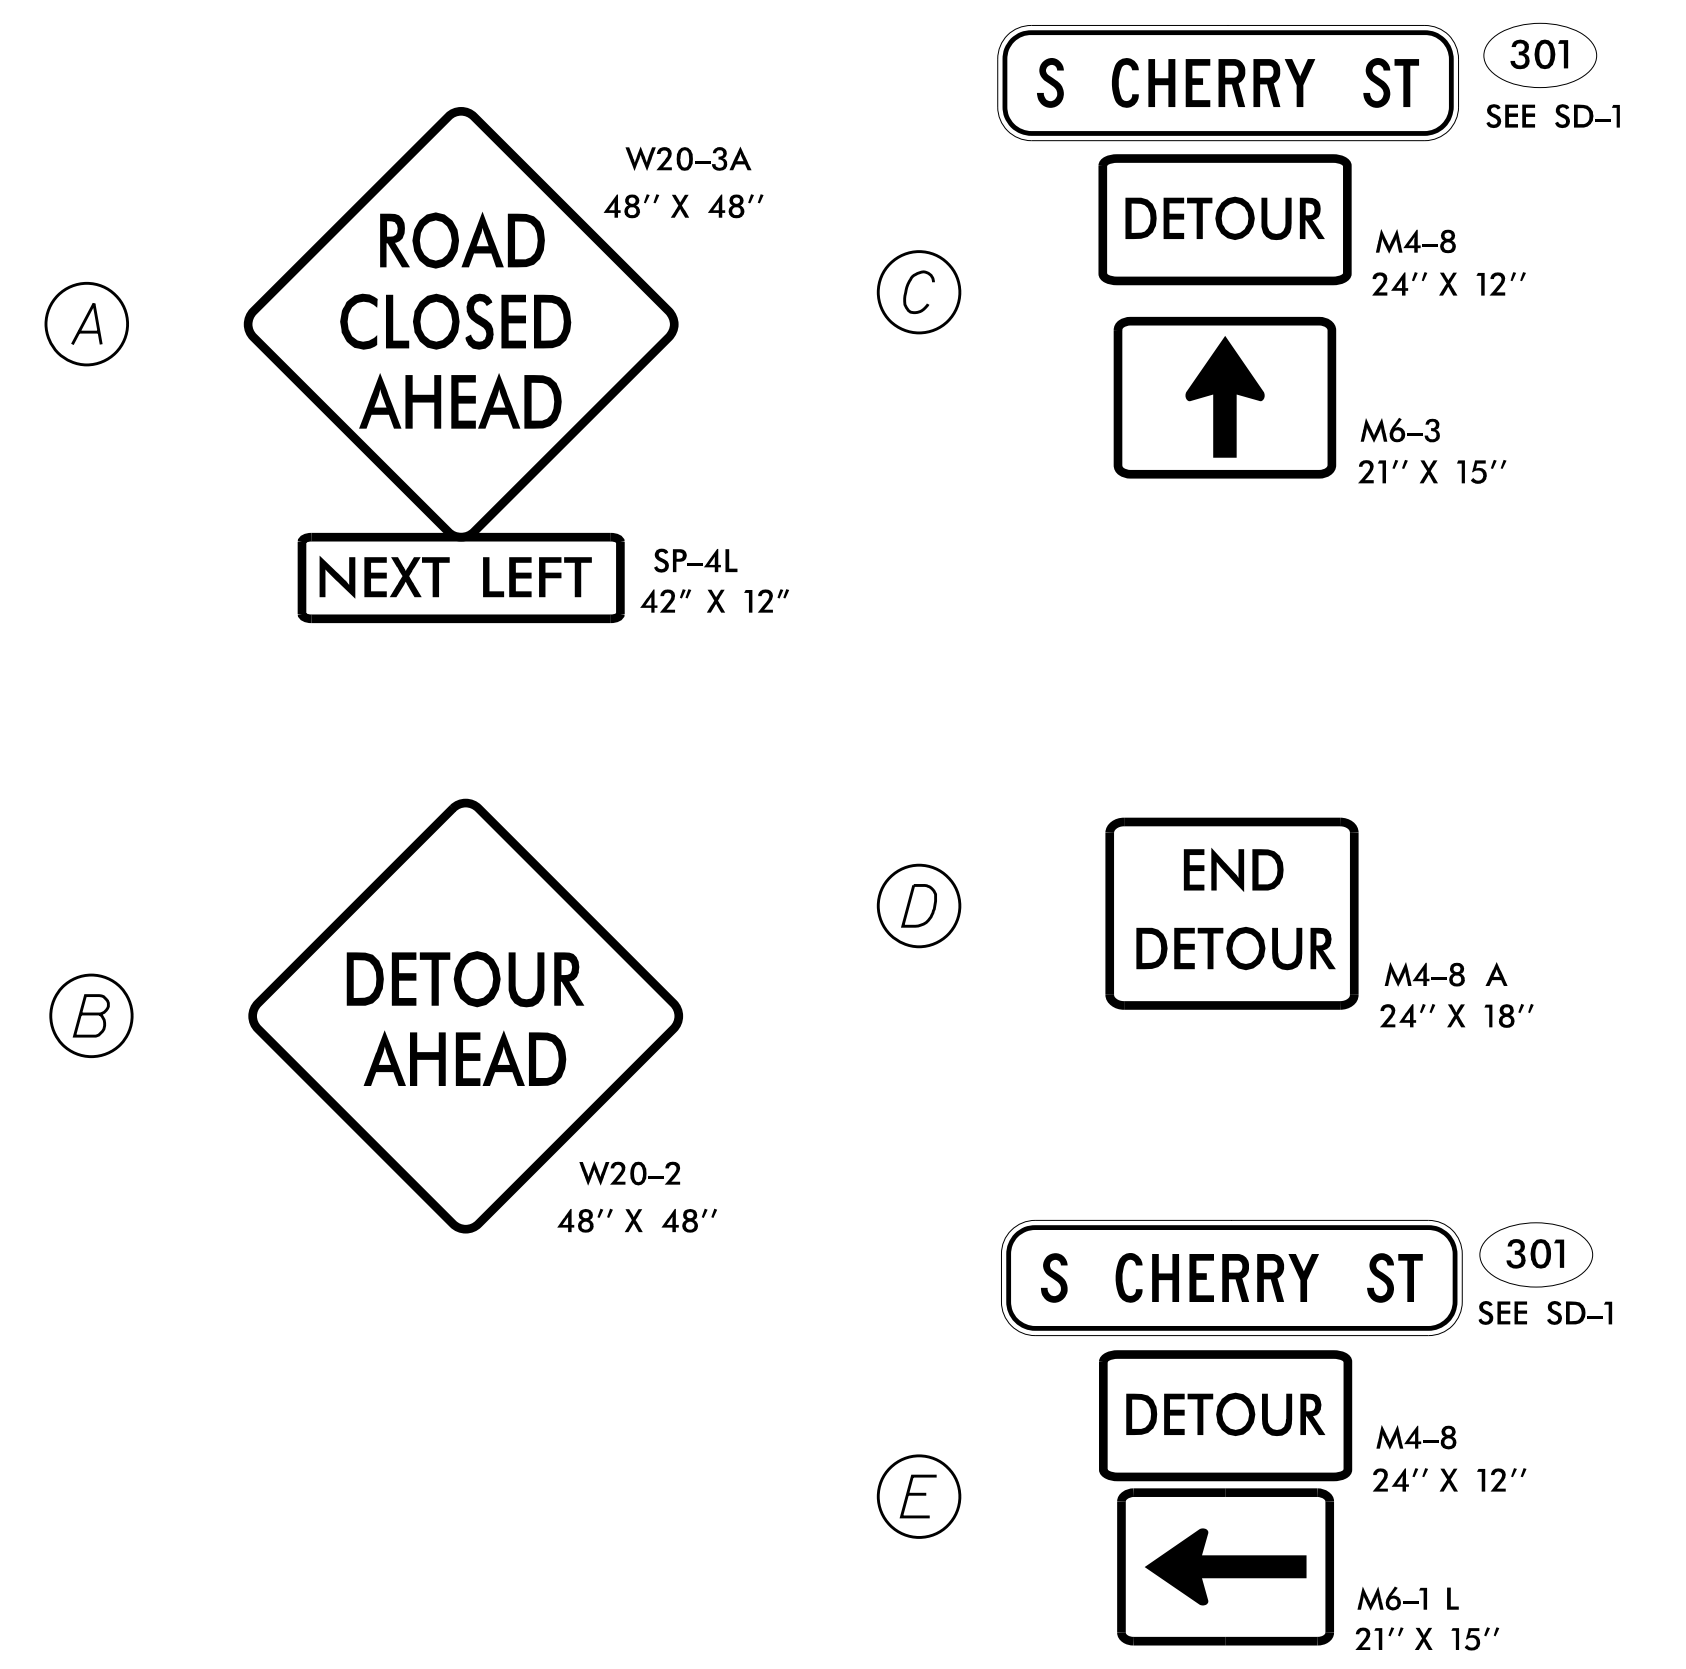 A
ROAD
CLOSED
AHEAD
W20-3A
48'' X 48''
NEXT LEFT
SP-4L
42" X 12"
B
DETOUR
AHEAD
W20-2
48'' X 48''
C
S CHERRY ST
301
SEE SD-1
DETOUR
M4-8
24'' X 12''
M6-3
21'' X 15''
D
END
DETOUR
M4-8 A
24'' X 18''
E
S CHERRY ST
301
SEE SD-1
DETOUR
M4-8
24'' X 12''
M6-1 L
21'' X 15''